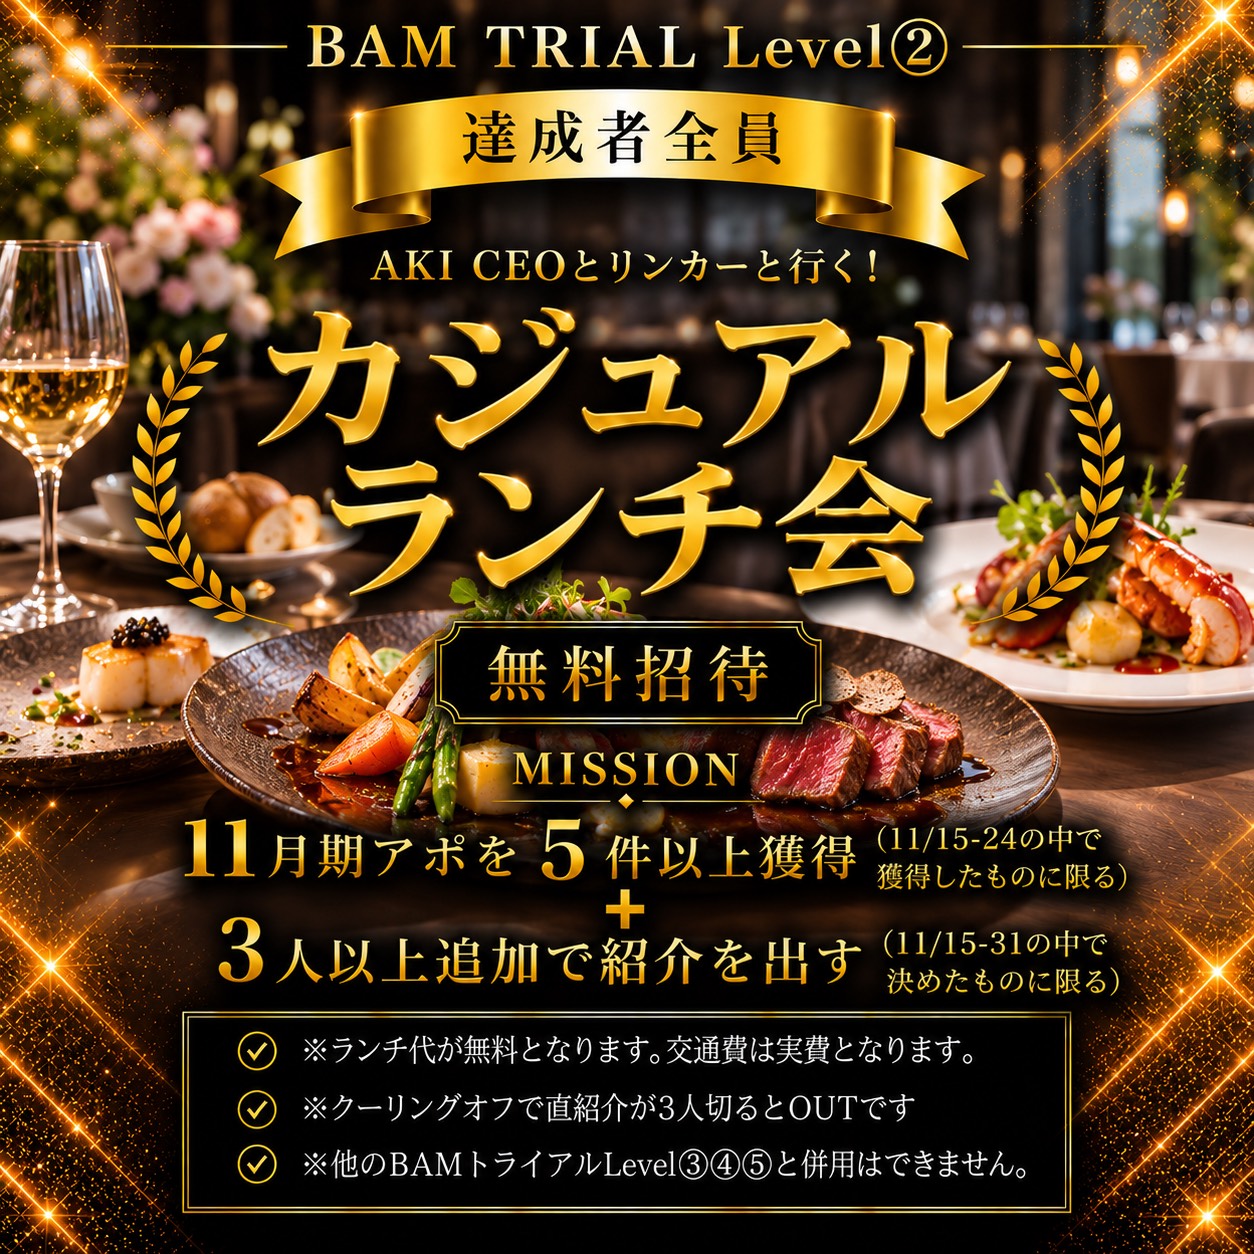 BAM TRIAL Level②
達成者全員
AKI CEOとリンカーと行く!
カジュアル
ランチ会
無料招待
MISSION
11月期アポを5件以上獲得
(11/15-24の中で
獲得したものに限る)
+
3人以上追加で紹介を出す
(11/15-31の中で
決めたものに限る)
※ランチ代が無料となります。交通費は実費となります。
※クーリングオフで直紹介が3人切るとOUTです
※他のBAMトライアルLevel③④⑤と併用はできません。